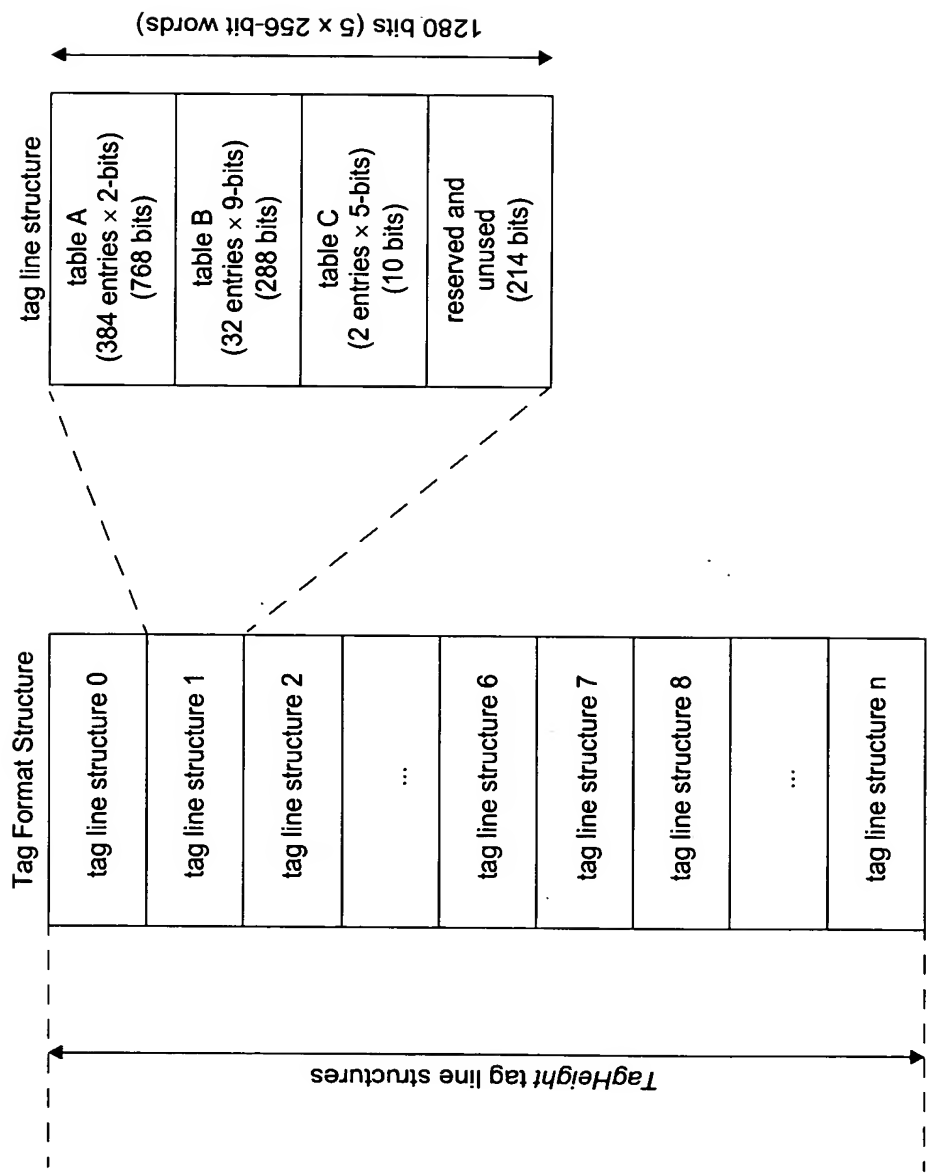 Tag Format Structure
tag line structure 0
tag line structure 1
tag line structure 2
...
tag line structure 6
tag line structure 7
tag line structure 8
...
tag line structure n
TagHeight tag line structures
tag line structure
table A
(384 entries × 2-bits)
(768 bits)
table B
(32 entries × 9-bits)
(288 bits)
table C
(2 entries × 5-bits)
(10 bits)
reserved and
unused
(214 bits)
1280 bits (5 x 256-bit words)